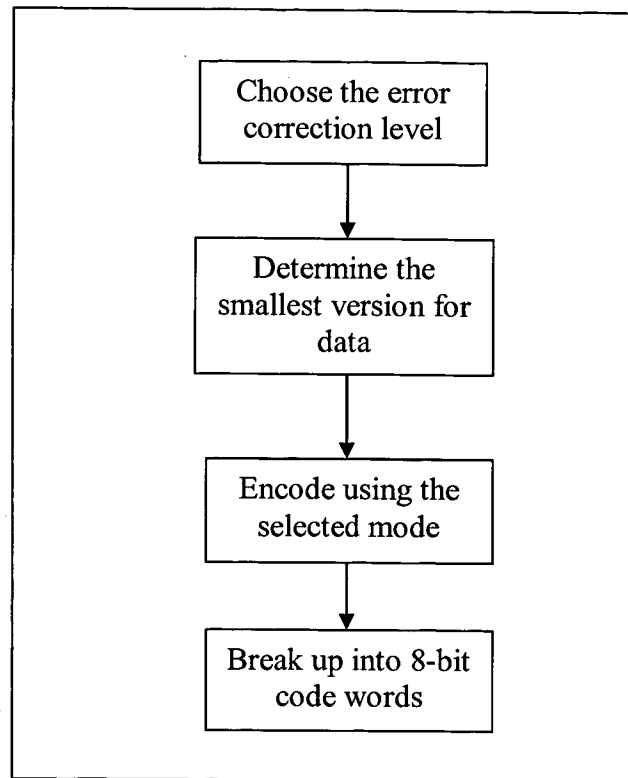 Choose the error
correction level
Determine the
smallest version for
data
Encode using the
selected mode
Break up into 8-bit
code words